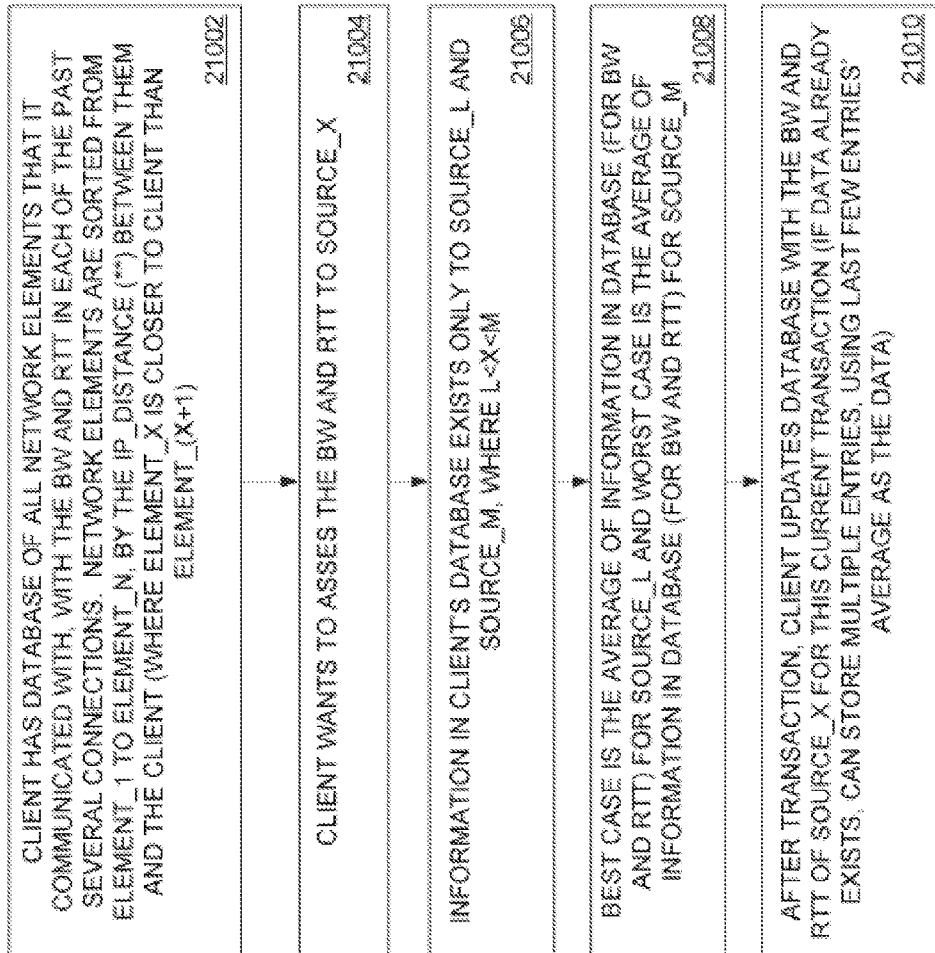 CLIENT HAS DATABASE OF ALL NETWORK ELEMENTS THAT IT
COMMUNICATED WITH, WITH THE BW AND RTT IN EACH OF THE PAST
SEVERAL CONNECTIONS. NETWORK ELEMENTS ARE SORTED FROM
ELEMENT_1 TO ELEMENT_N, BY THE IP_DISTANCE (**) BETWEEN THEM
AND THE CLIENT (WHERE ELEMENT_X IS CLOSER TO CLIENT THAN
ELEMENT_(X+1)
21002
CLIENT WANTS TO ASSES THE BW AND RTT TO SOURCE_X
21004
INFORMATION IN CLIENT'S DATABASE EXISTS ONLY TO SOURCE_L AND
SOURCE_M, WHERE L<X<M
21006
BEST CASE IS THE AVERAGE OF INFORMATION IN DATABASE (FOR BW
AND RTT) FOR SOURCE_L AND WORST CASE IS THE AVERAGE OF
INFORMATION IN DATABASE (FOR BW AND RTT) FOR SOURCE_M
21008
AFTER TRANSACTION, CLIENT UPDATES DATABASE WITH THE BW AND
RTT OF SOURCE_X FOR THIS CURRENT TRANSACTION (IF DATA ALREADY
EXISTS, CAN STORE MULTIPLE ENTRIES, USING LAST FEW ENTRIES'
AVERAGE AS THE DATA)
21010